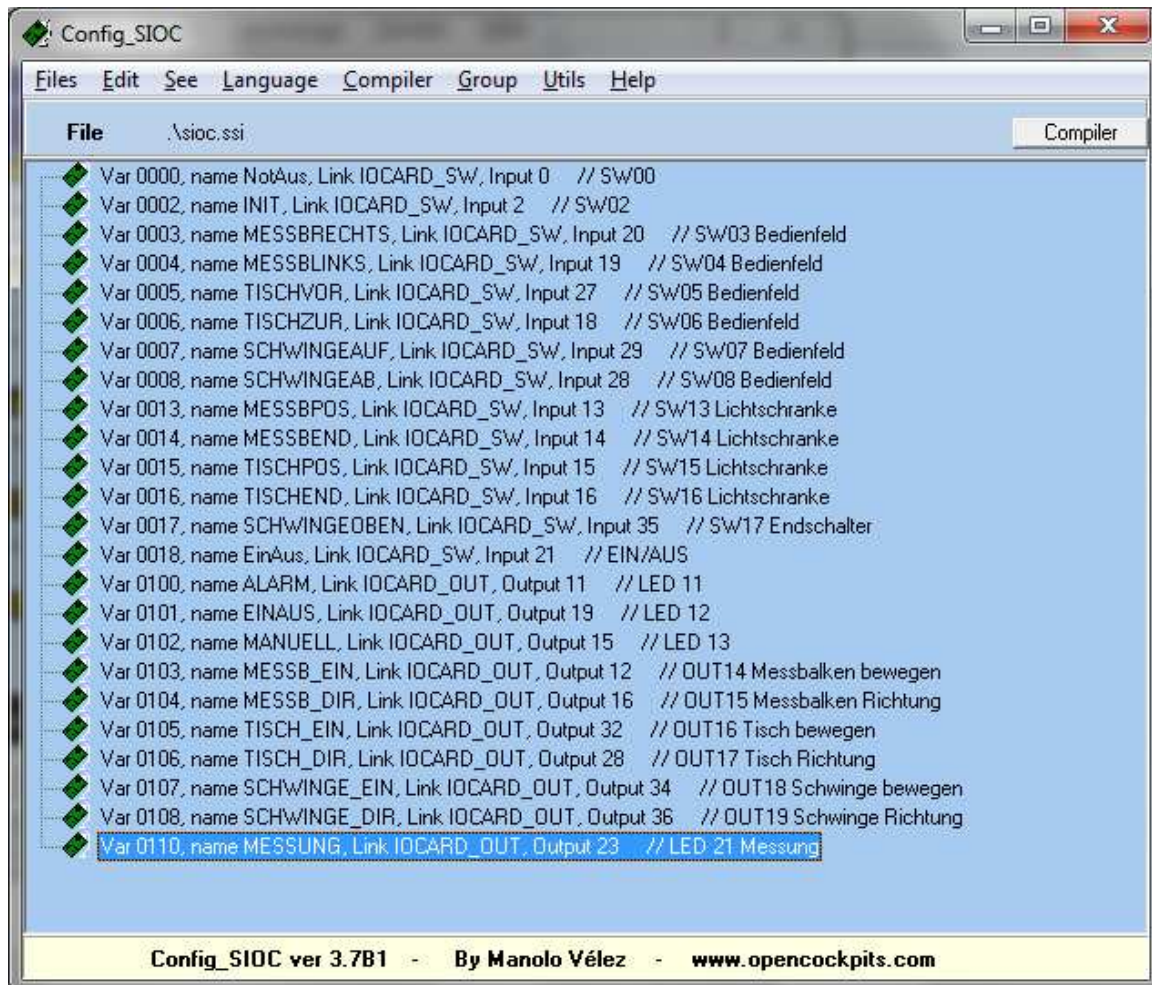 Config_SIOC
Files Edit See Language Compiler Group Utils Help
File .\sioc.ssi Compiler
Var 0000, name NotAus, Link IOCARD_SW, Input 0 // SW00
Var 0002, name INIT, Link IOCARD_SW, Input 2 // SW02
Var 0003, name MESSBRECHTS, Link IOCARD_SW, Input 20 // SW03 Bedienfeld
Var 0004, name MESSBLINKS, Link IOCARD_SW, Input 19 // SW04 Bedienfeld
Var 0005, name TISCHVOR, Link IOCARD_SW, Input 27 // SW05 Bedienfeld
Var 0006, name TISCHZUR, Link IOCARD_SW, Input 18 // SW06 Bedienfeld
Var 0007, name SCHWINGEAUF, Link IOCARD_SW, Input 29 // SW07 Bedienfeld
Var 0008, name SCHWINGEAB, Link IOCARD_SW, Input 28 // SW08 Bedienfeld
Var 0013, name MESSBPOS, Link IOCARD_SW, Input 13 // SW13 Lichtschranke
Var 0014, name MESSBEND, Link IOCARD_SW, Input 14 // SW14 Lichtschranke
Var 0015, name TISCHPOS, Link IOCARD_SW, Input 15 // SW15 Lichtschranke
Var 0016, name TISCHEND, Link IOCARD_SW, Input 16 // SW16 Lichtschranke
Var 0017, name SCHWINGEOBEN, Link IOCARD_SW, Input 35 // SW17 Endschalter
Var 0018, name EinAus, Link IOCARD_SW, Input 21 // EIN/AUS
Var 0100, name ALARM, Link IOCARD_OUT, Output 11 // LED 11
Var 0101, name EINAUS, Link IOCARD_OUT, Output 19 // LED 12
Var 0102, name MANUELL, Link IOCARD_OUT, Output 15 // LED 13
Var 0103, name MESSB_EIN, Link IOCARD_OUT, Output 12 // OUT14 Messbalken bewegen
Var 0104, name MESSB_DIR, Link IOCARD_OUT, Output 16 // OUT15 Messbalken Richtung
Var 0105, name TISCH_EIN, Link IOCARD_OUT, Output 32 // OUT16 Tisch bewegen
Var 0106, name TISCH_DIR, Link IOCARD_OUT, Output 28 // OUT17 Tisch Richtung
Var 0107, name SCHWINGE_EIN, Link IOCARD_OUT, Output 34 // OUT18 Schwinge bewegen
Var 0108, name SCHWINGE_DIR, Link IOCARD_OUT, Output 36 // OUT19 Schwinge Richtung
Var 0110, name MESSUNG, Link IOCARD_OUT, Output 23 // LED 21 Messung
Config_SIOC ver 3.7B1 - By Manolo Vélez - www.opencockpits.com